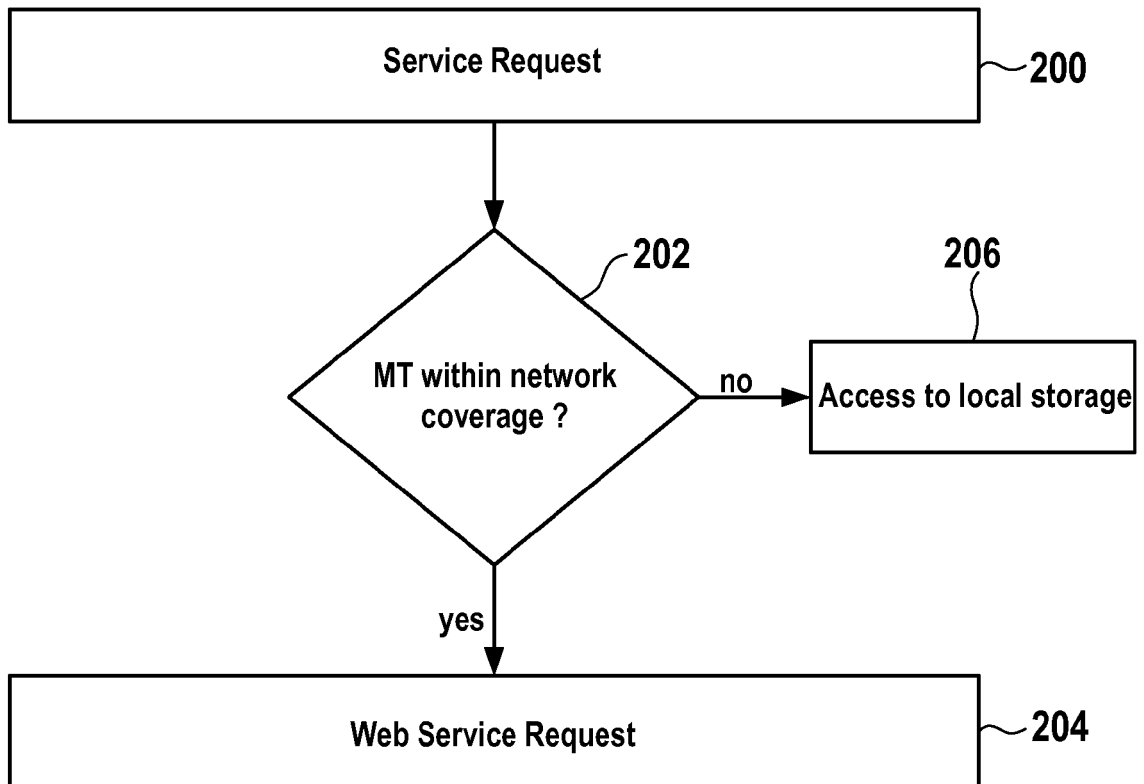 Service Request
200
202
206
MT within network
coverage ?
no
Access to local storage
yes
Web Service Request
204